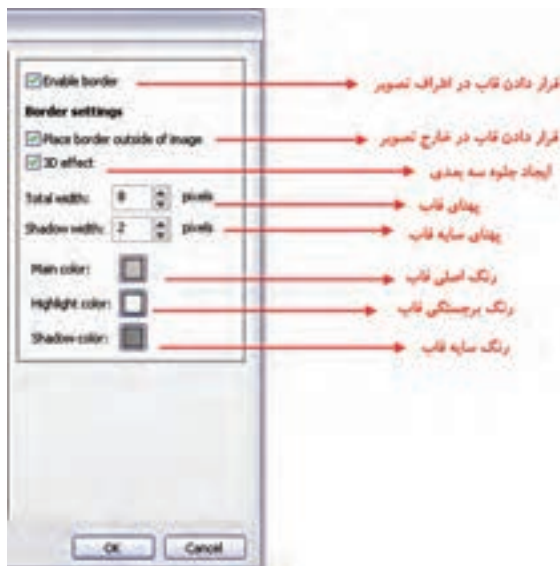 Enable border قرار دادن قاب در اطراف تصویر
Border settings
Place border outside of image قرار دادن قاب در خارج تصویر
3D effect ایجاد جلوه سه بعدی
Total width: 8 pixels پهنای قاب
Shadow width: 2 pixels پهنای سایه قاب
Main color: رنگ اصلی قاب
Highlight color: رنگ برجستگی قاب
Shadow color: رنگ سایه قاب
OK Cancel